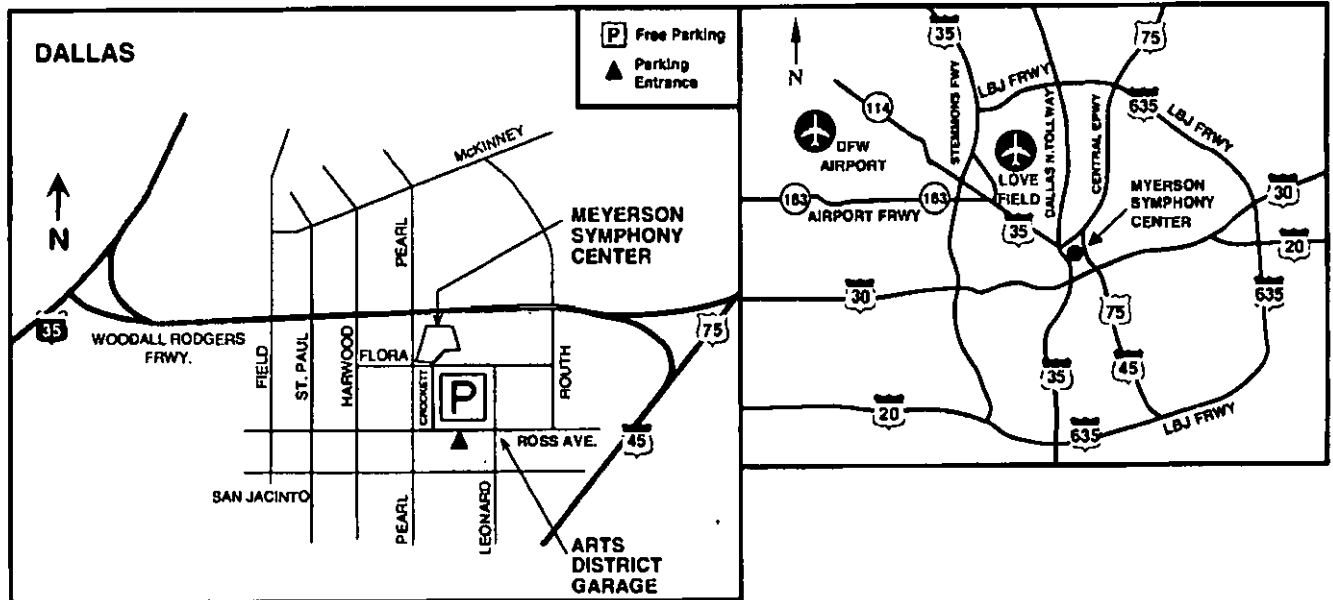 DALLAS
P Free Parking
▲ Parking
Entrance
McKINNEY
N
PEARL
MEYERSON
SYMPHONY
CENTER
35
WOODALL RODGERS
FRWY.
75
FIELD
ST. PAUL
HARWOOD
FLORA
CROCKETT
P
ROUTH
ROSS AVE.
45
SAN JACINTO
PEARL
LEONARD
ARTS
DISTRICT
GARAGE
N
35
75
LBJ FRWY
635
LBJ FRWY
114
STEMMONS FWY
DALLAS N. TOLLWAY
CENTRAL EPWY
DFW
AIRPORT
LOVE
FIELD
183
AIRPORT FRWY
183
35
MYERSON
SYMPHONY
CENTER
30
20
30
635
75
35
45
20
635
LBJ FRWY